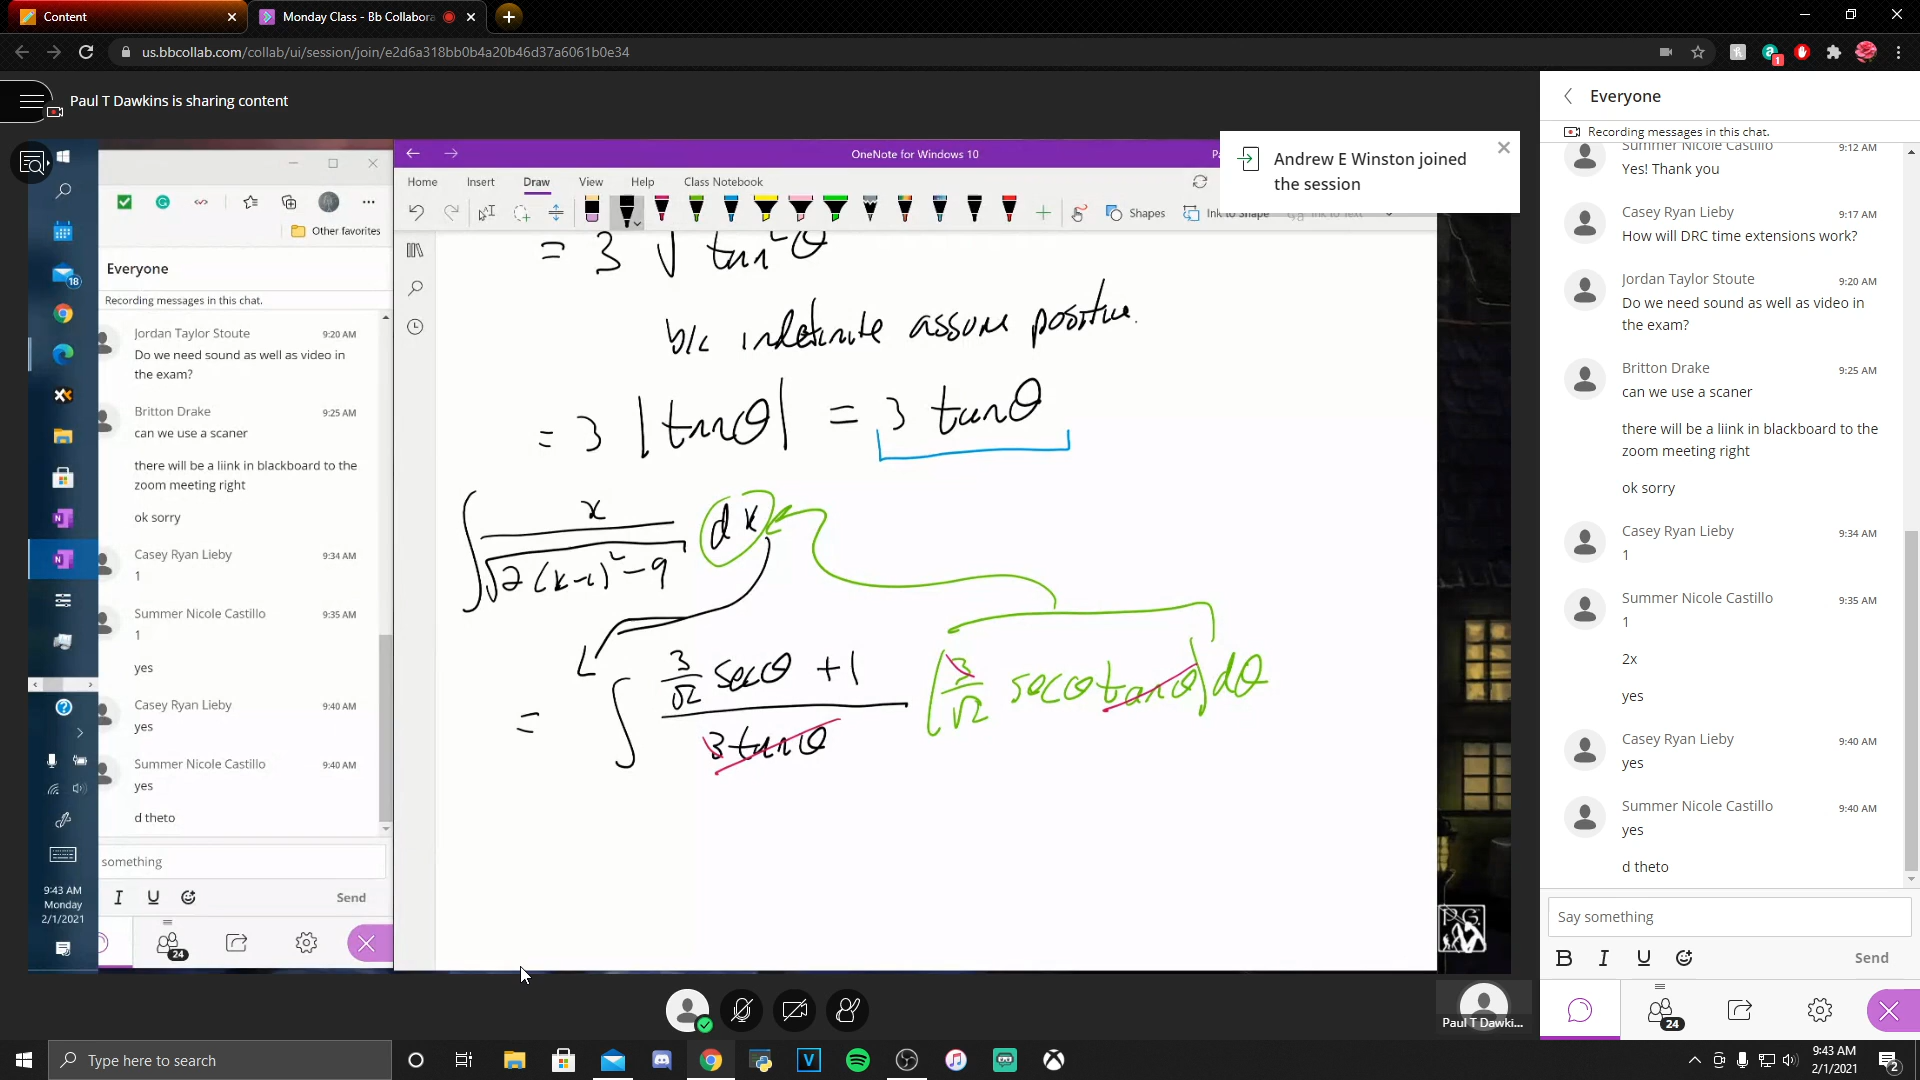 Content
Monday Class - Bb Collabora
us.bbcollab.com/collab/ui/session/join/e2d6a318bb0b4a20b46d37a6061b0e34
1
Paul T Dawkins is sharing content
Other favorites
Everyone
Recording messages in this chat.
Jordan Taylor Stoute 9:20 AM
Do we need sound as well as video in
the exam?
Britton Drake 9:25 AM
can we use a scaner
there will be a liink in blackboard to the
zoom meeting right
ok sorry
Casey Ryan Lieby 9:34 AM
1
Summer Nicole Castillo 9:35 AM
1
yes
Casey Ryan Lieby 9:40 AM
yes
Summer Nicole Castillo 9:40 AM
yes
d theto
something
I U Send
24
18
9:43 AM
Monday
2/1/2021
OneNote for Windows 10
Home Insert Draw View Help Class Notebook
Shapes
= 3 √ tan²θ
b/c indefinite assume positive.
= 3 |tanθ| = 3 tanθ
∫ x / √2(x-1)²-9 dx
= ∫ 3/√2 secθ +1 / 3tanθ (3/√2 secθtanθ) dθ
Andrew E Winston joined
the session
P.G.
Paul T Dawki...
Everyone
Recording messages in this chat.
Summer Nicole Castillo 9:12 AM
Yes! Thank you
Casey Ryan Lieby 9:17 AM
How will DRC time extensions work?
Jordan Taylor Stoute 9:20 AM
Do we need sound as well as video in
the exam?
Britton Drake 9:25 AM
can we use a scaner
there will be a liink in blackboard to the
zoom meeting right
ok sorry
Casey Ryan Lieby 9:34 AM
1
Summer Nicole Castillo 9:35 AM
1
2x
yes
Casey Ryan Lieby 9:40 AM
yes
Summer Nicole Castillo 9:40 AM
yes
d theto
Say something
B I U Send
24
Type here to search
9:43 AM
2/1/2021
2